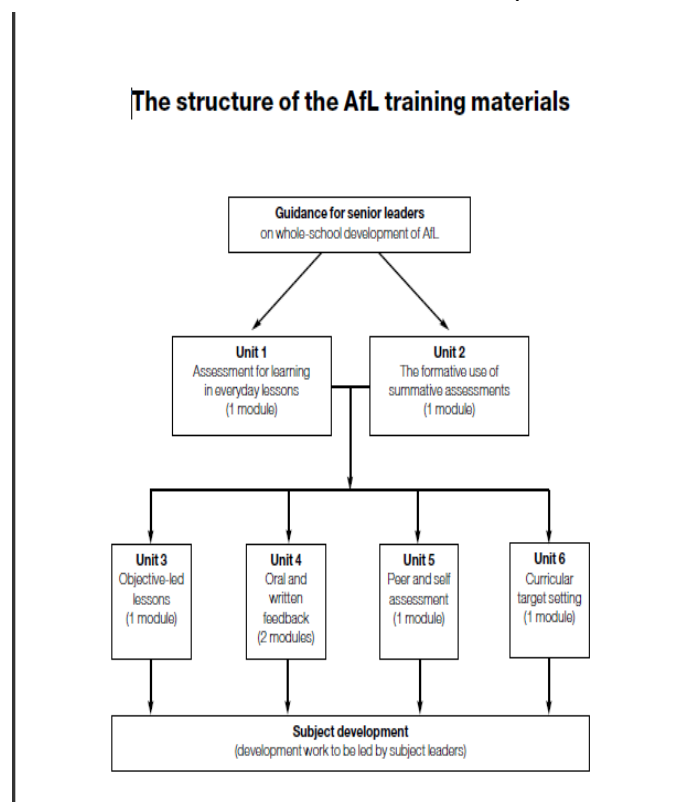 The structure of the AfL training materials
Guidance for senior leaders
on whole-school development of AfL
Unit 1
Assessment for learning
in everyday lessons
(1 module)
Unit 2
The formative use of
summative assessments
(1 module)
Unit 3
Objective-led
lessons
(1 module)
Unit 4
Oral and
written
feedback
(2 modules)
Unit 5
Peer and self
assessment
(1 module)
Unit 6
Curricular
target setting
(1 module)
Subject development
(development work to be led by subject leaders)